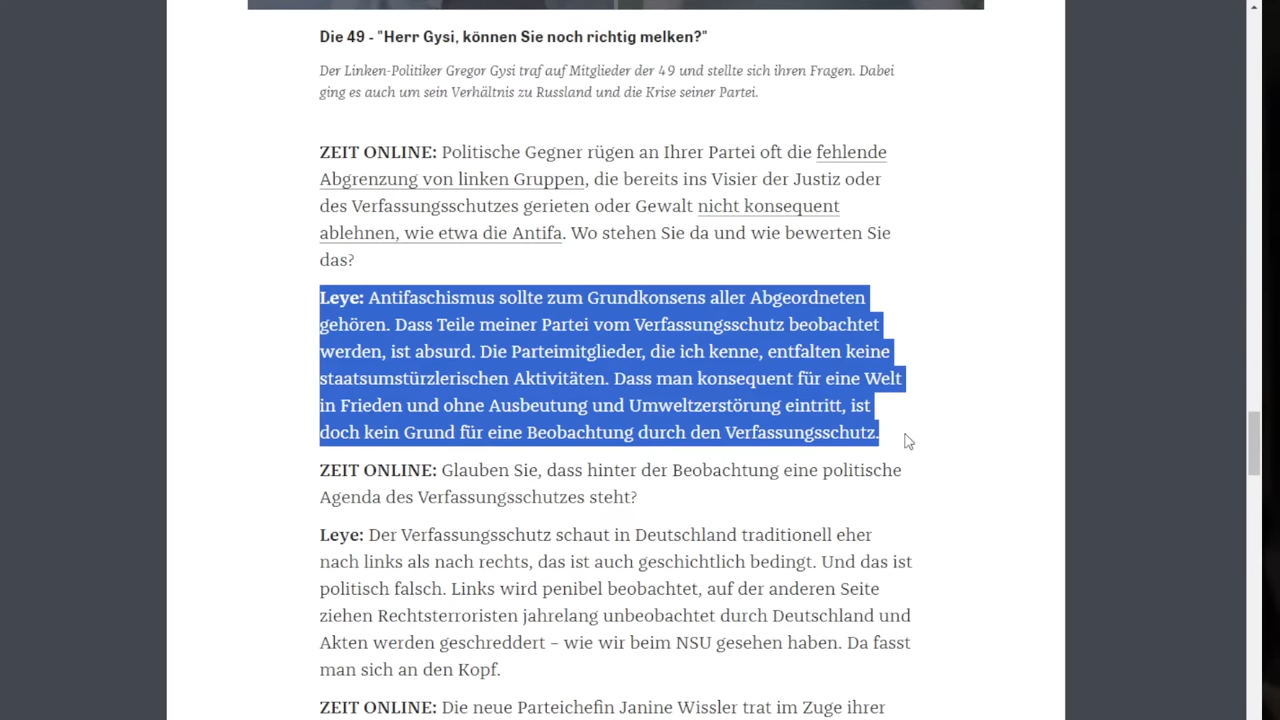 Die 49 - "Herr Gysi, können Sie noch richtig melken?"
Der Linken-Politiker Gregor Gysi traf auf Mitglieder der 49 und stellte sich ihren Fragen. Dabei
ging es auch um sein Verhältnis zu Russland und die Krise seiner Partei.
ZEIT ONLINE: Politische Gegner rügen an Ihrer Partei oft die fehlende
Abgrenzung von linken Gruppen, die bereits ins Visier der Justiz oder
des Verfassungsschutzes gerieten oder Gewalt nicht konsequent
ablehnen, wie etwa die Antifa. Wo stehen Sie da und wie bewerten Sie
das?
Leye: Antifaschismus sollte zum Grundkonsens aller Abgeordneten
gehören. Dass Teile meiner Partei vom Verfassungsschutz beobachtet
werden, ist absurd. Die Parteimitglieder, die ich kenne, entfalten keine
staatsumstürzlerischen Aktivitäten. Dass man konsequent für eine Welt
in Frieden und ohne Ausbeutung und Umweltzerstörung eintritt, ist
doch kein Grund für eine Beobachtung durch den Verfassungsschutz.
ZEIT ONLINE: Glauben Sie, dass hinter der Beobachtung eine politische
Agenda des Verfassungsschutzes steht?
Leye: Der Verfassungsschutz schaut in Deutschland traditionell eher
nach links als nach rechts, das ist auch geschichtlich bedingt. Und das ist
politisch falsch. Links wird penibel beobachtet, auf der anderen Seite
ziehen Rechtsterroristen jahrelang unbeobachtet durch Deutschland und
Akten werden geschreddert – wie wir beim NSU gesehen haben. Da fasst
man sich an den Kopf.
ZEIT ONLINE: Die neue Parteichefin Janine Wissler trat im Zuge ihrer